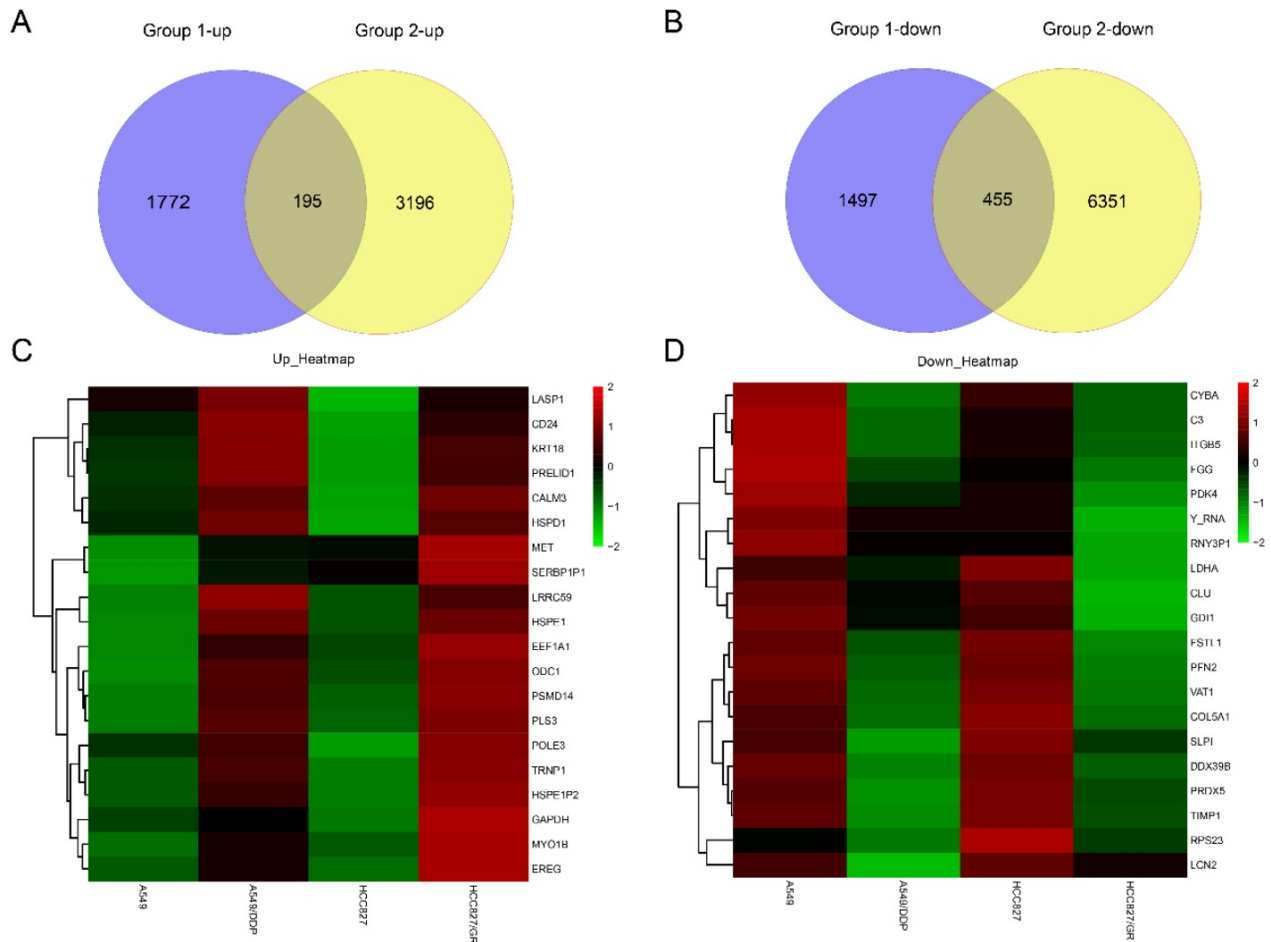 A
Group 1-up
Group 2-up
1772
195
3196
B
Group 1-down
Group 2-down
1497
455
6351
C
Up_Heatmap
LASP1
CD24
KRT18
PRELID1
CALM3
HSPD1
MET
SERBP1P1
LRRC59
HSPE1
EEF1A1
ODC1
PSMD14
PLS3
POLE3
TRNP1
HSPE1P2
GAPDH
MYO1B
EREG
2
1
0
−1
−2
A549
A549/DDP
HCC827
HCC827/GR
D
Down_Heatmap
CYBA
C3
ITGB5
FGG
PDK4
Y_RNA
RNY3P1
LDHA
CLU
GDI1
FSTL1
PFN2
VAT1
COL5A1
SLPI
DDX39B
PRDX5
TIMP1
RPS23
LCN2
2
1
0
−1
−2
A549
A549/DDP
HCC827
HCC827/GR